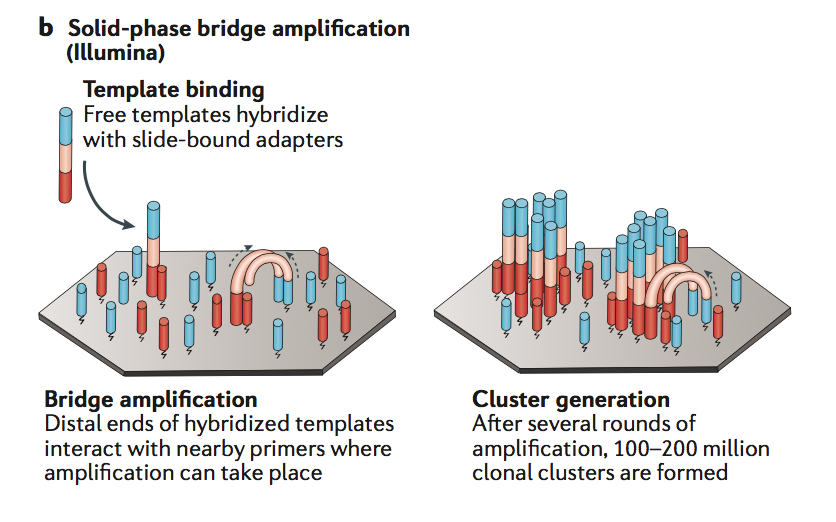 b Solid-phase bridge amplification
(Illumina)
Template binding
Free templates hybridize
with slide-bound adapters
Bridge amplification
Distal ends of hybridized templates
interact with nearby primers where
amplification can take place
Cluster generation
After several rounds of
amplification, 100–200 million
clonal clusters are formed